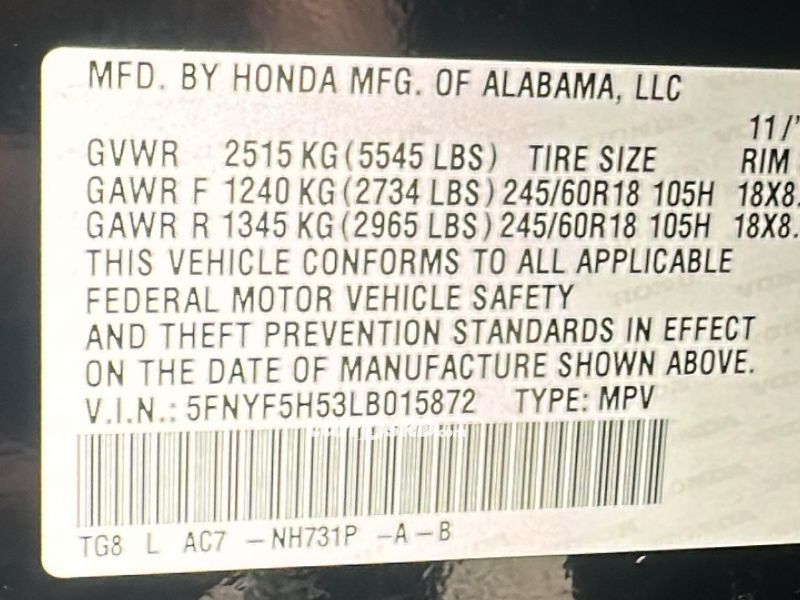 MFD. BY HONDA MFG. OF ALABAMA, LLC
11/
GVWR 2515 KG (5545 LBS) TIRE SIZE RIM
GAWR F 1240 KG (2734 LBS) 245/60R18 105H 18X8.
GAWR R 1345 KG (2965 LBS) 245/60R18 105H 18X8.
THIS VEHICLE CONFORMS TO ALL APPLICABLE
FEDERAL MOTOR VEHICLE SAFETY
AND THEFT PREVENTION STANDARDS IN EFFECT
ON THE DATE OF MANUFACTURE SHOWN ABOVE.
V.I.N.: 5FNYF5H53LB015872 TYPE: MPV
TG8 L AC7 -NH731P -A-B